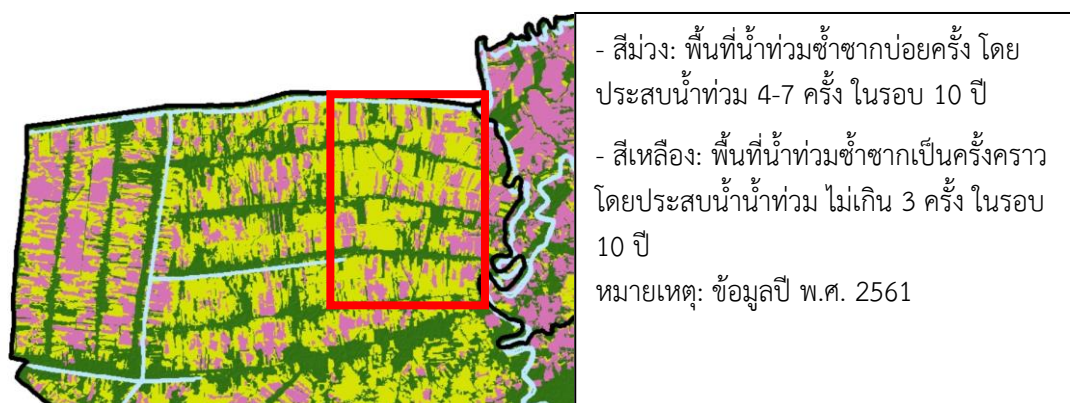 - สีม่วง: พื้นที่น้ำท่วมซ้ำซากบ่อยครั้ง โดย
ประสบน้ำท่วม 4-7 ครั้ง ในรอบ 10 ปี
- สีเหลือง: พื้นที่น้ำท่วมซ้ำซากเป็นครั้งคราว
โดยประสบน้ำน้ำท่วม ไม่เกิน 3 ครั้ง ในรอบ
10 ปี
หมายเหตุ: ข้อมูลปี พ.ศ. 2561